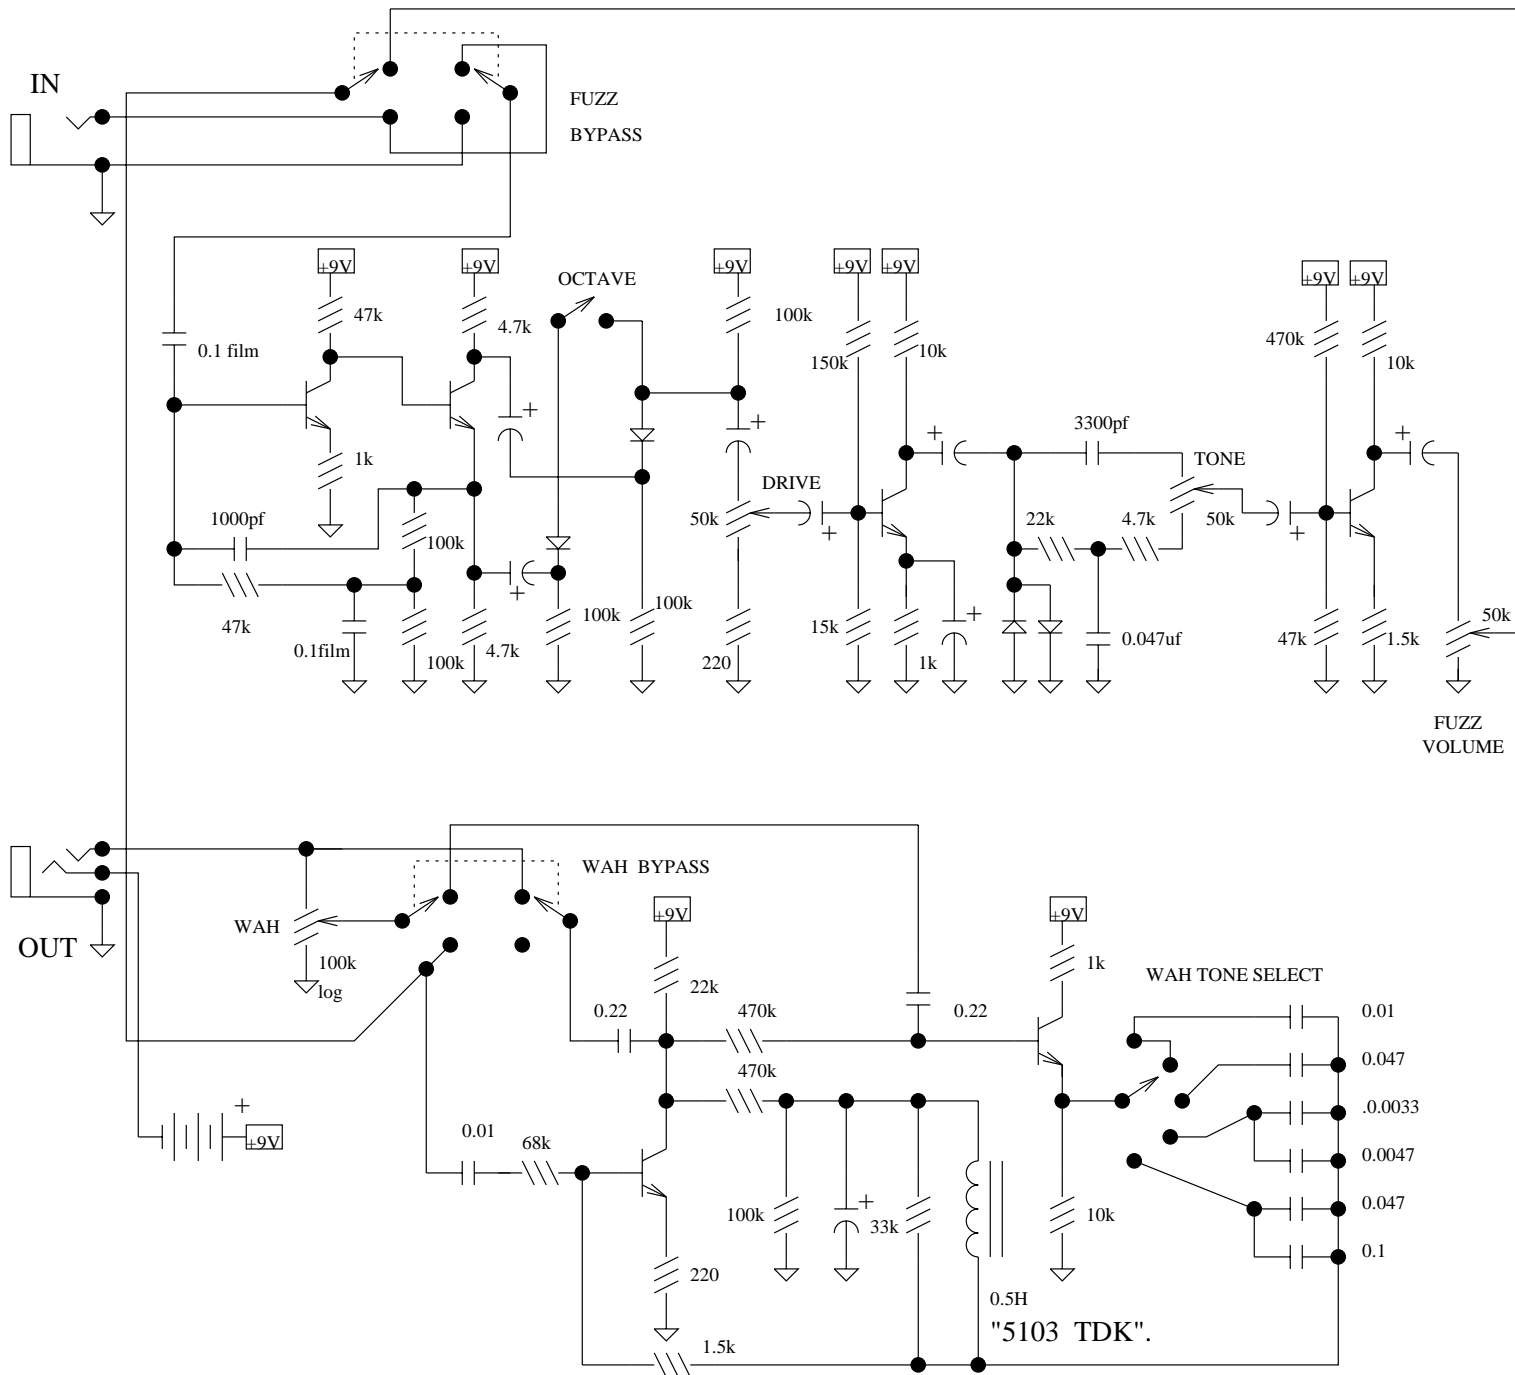 IN
FUZZ
BYPASS
+9V
+9V
OCTAVE
+9V
+9V
+9V
+9V
+9V
47k
4.7k
100k
0.1 film
150k
10k
470k
10k
3300pf
TONE
1k
DRIVE
+
+
+
+
+
+
+
+
+
1000pf
100k
50k
22k
4.7k
50k
47k
0.1film
100k
4.7k
100k
100k
220
15k
1k
0.047uf
47k
1.5k
50k
FUZZ
VOLUME
WAH BYPASS
OUT
WAH
100k
log
+9V
+9V
22k
1k
WAH TONE SELECT
0.22
470k
0.22
0.01
470k
0.047
+
+9V
0.01
68k
.0.0033
0.0047
100k
+
33k
10k
0.047
220
0.1
0.5H
"5103 TDK".
1.5k